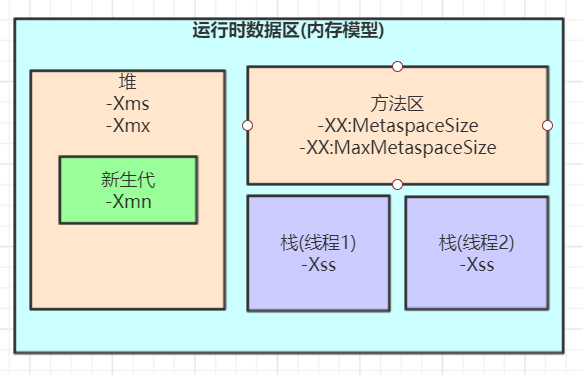 运行时数据区(内存模型)
堆
-Xms
-Xmx
新生代
-Xmn
方法区
-XX:MetaspaceSize
-XX:MaxMetaspaceSize
栈(线程1)
-Xss
栈(线程2)
-Xss